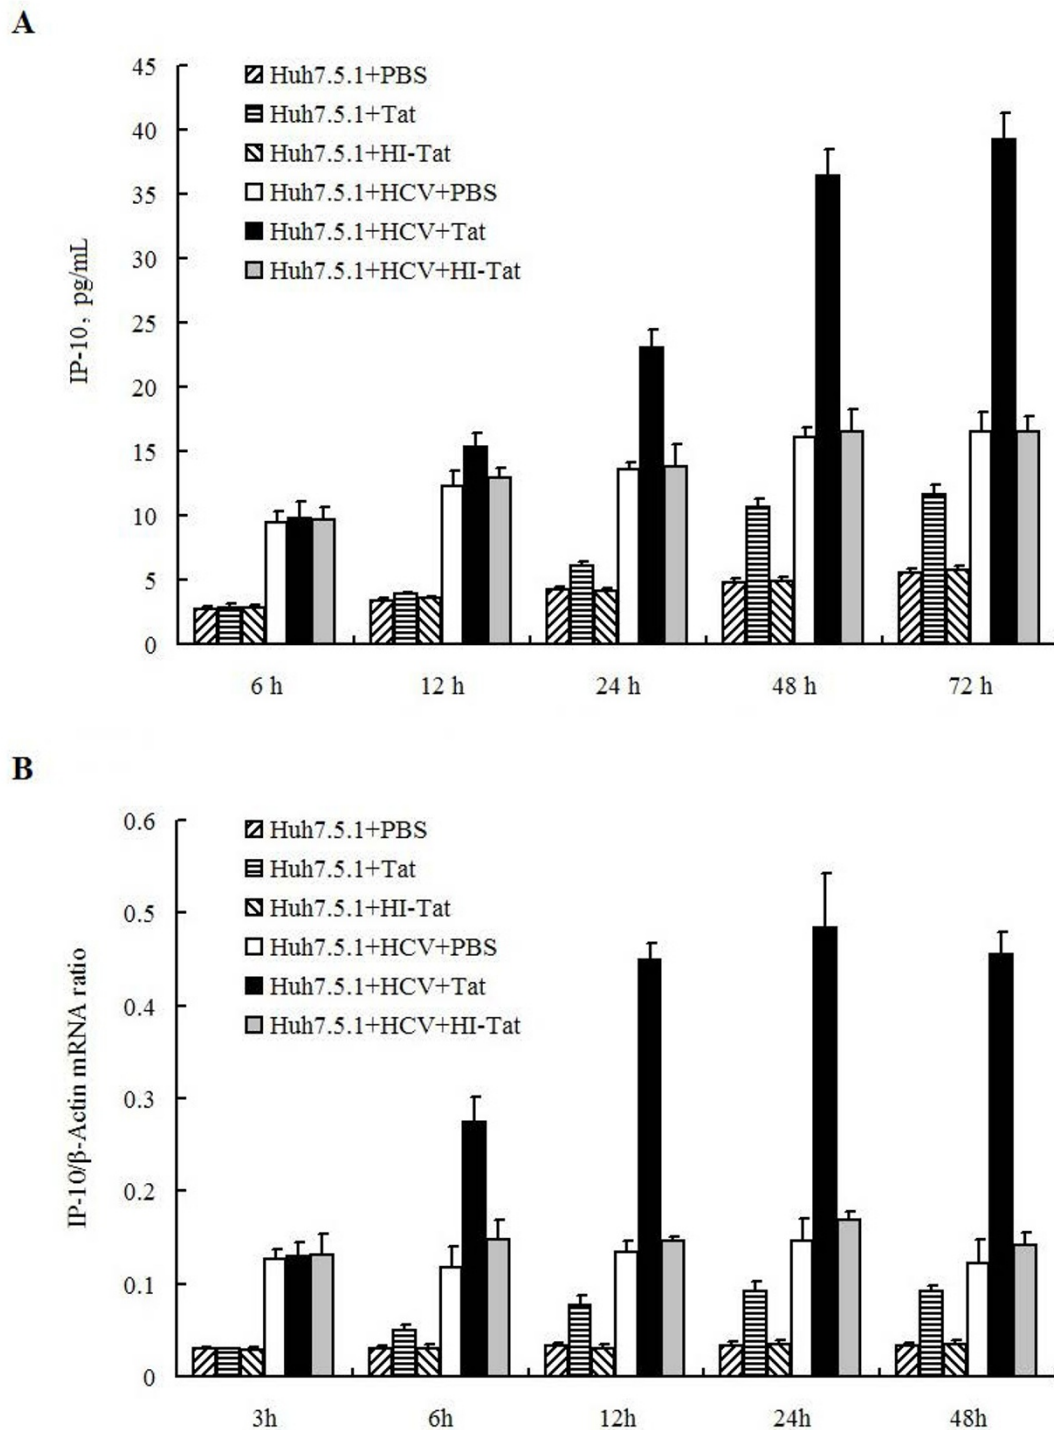 A
45
40
35
30
25
20
15
10
5
0
IP-10, pg/mL
Huh7.5.1+PBS
Huh7.5.1+Tat
Huh7.5.1+HI-Tat
Huh7.5.1+HCV+PBS
Huh7.5.1+HCV+Tat
Huh7.5.1+HCV+HI-Tat
6 h 12 h 24 h 48 h 72 h
B
0.6
0.5
0.4
0.3
0.2
0.1
0
IP-10/β-Actin mRNA ratio
Huh7.5.1+PBS
Huh7.5.1+Tat
Huh7.5.1+HI-Tat
Huh7.5.1+HCV+PBS
Huh7.5.1+HCV+Tat
Huh7.5.1+HCV+HI-Tat
3h 6h 12h 24h 48h